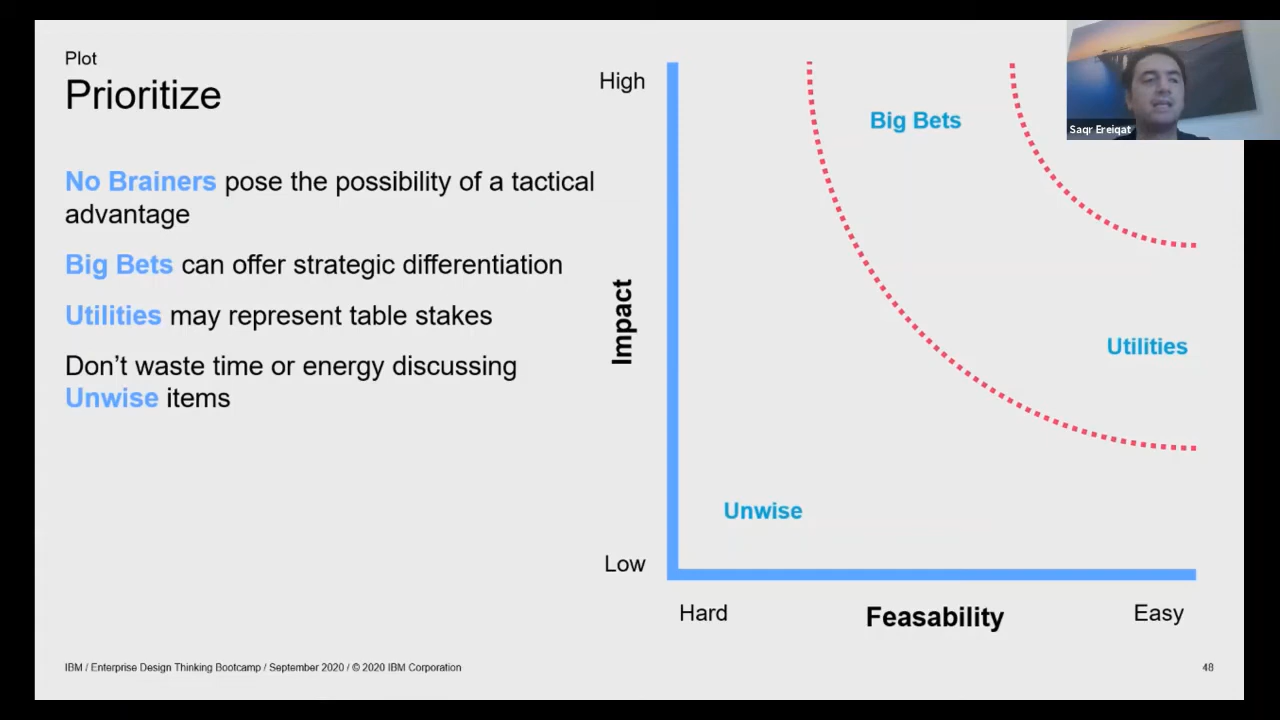 Plot
Prioritize
No Brainers pose the possibility of a tactical
advantage
Big Bets can offer strategic differentiation
Utilities may represent table stakes
Don't waste time or energy discussing
Unwise items
High
Big Bets
Saqr Ereiqat
Impact
Utilities
Unwise
Low
Hard
Feasability
Easy
IBM / Enterprise Design Thinking Bootcamp / September 2020 / © 2020 IBM Corporation
48